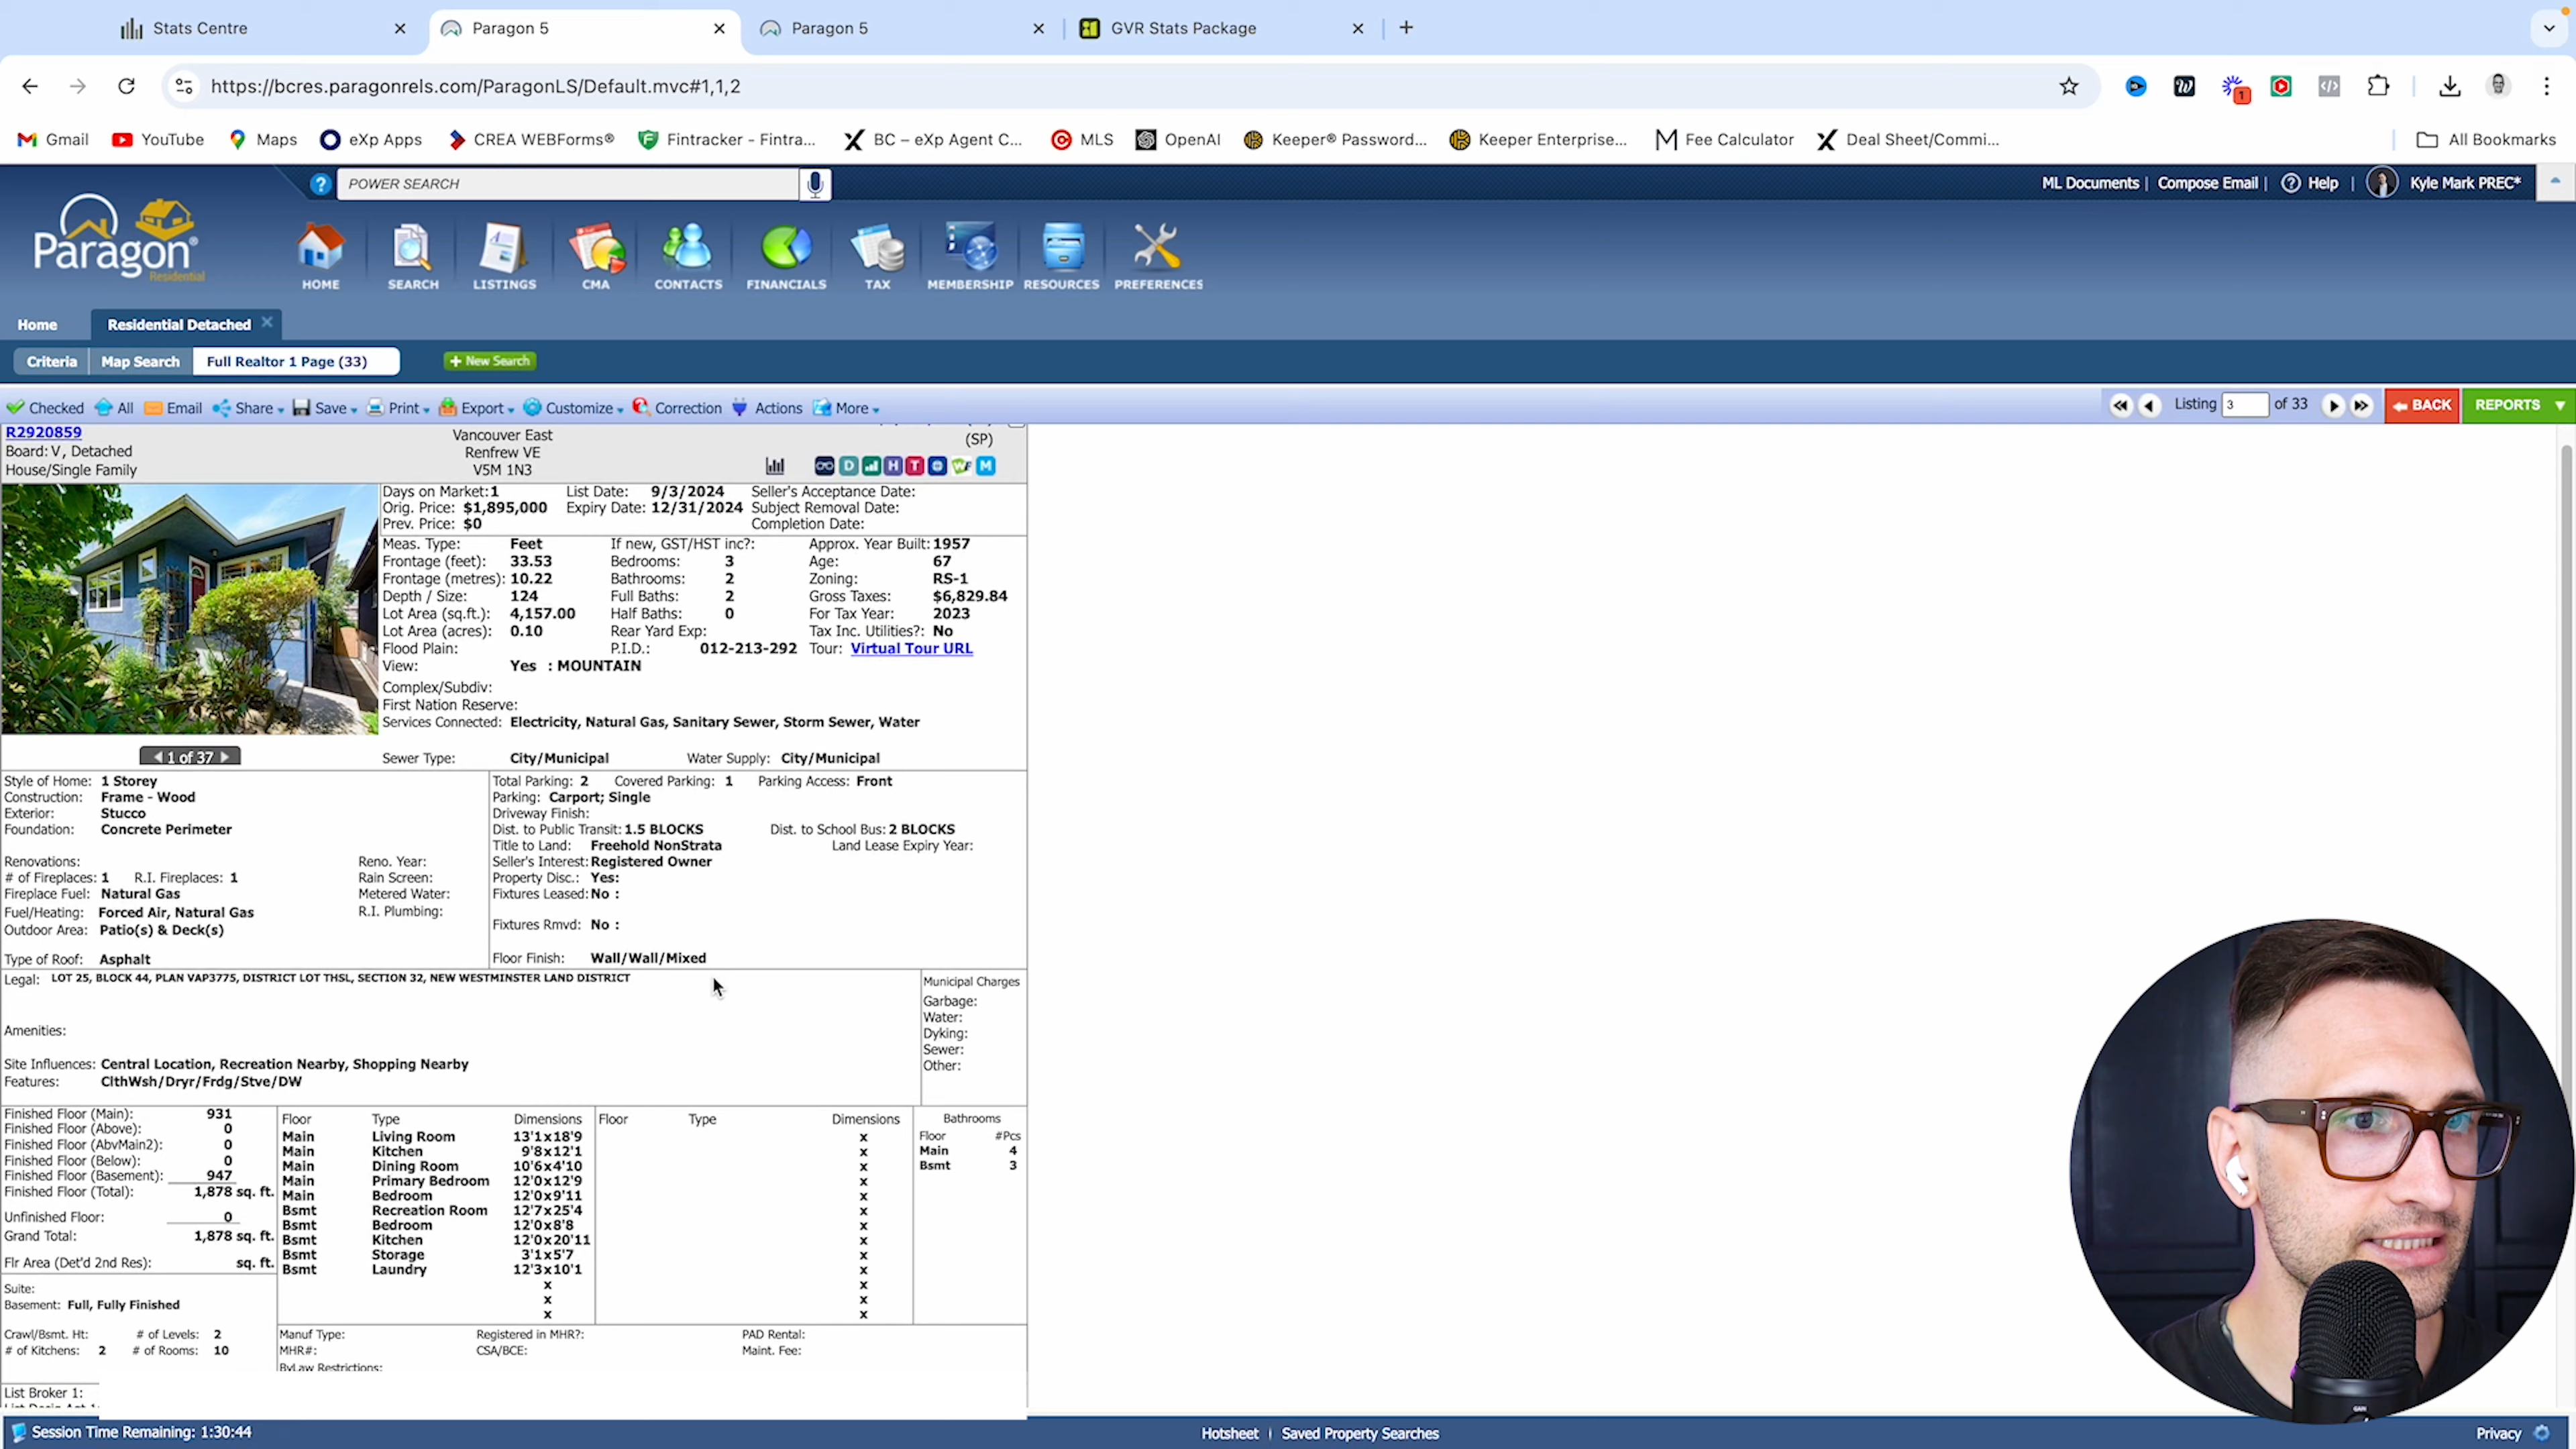 Stats Centre
Paragon 5
Paragon 5
GVR Stats Package
https://bcres.paragonrels.com/ParagonLS/Default.mvc#1,1,2
1
Gmail YouTube Maps eXp Apps CREA WEBForms® Fintracker - Fintra... BC – eXp Agent C... MLS OpenAI Keeper® Password... Keeper Enterprise... Fee Calculator Deal Sheet/Commi... All Bookmarks
POWER SEARCH
ML Documents | Compose Email | Help | Kyle Mark PREC*
Paragon®
Residential
HOME SEARCH LISTINGS CMA CONTACTS FINANCIALS TAX MEMBERSHIP RESOURCES PREFERENCES
Home Residential Detached
Criteria Map Search Full Realtor 1 Page (33) + New Search
Checked All Email Share Save Print Export Customize Correction Actions More Listing 3 of 33 BACK REPORTS
R2920859
Board: V, Detached
House/Single Family
Vancouver East
Renfrew VE
V5M 1N3
(SP)
D H T WF M
Days on Market: 1 List Date: 9/3/2024 Seller's Acceptance Date:
Orig. Price: $1,895,000 Expiry Date: 12/31/2024 Subject Removal Date:
Prev. Price: $0 Completion Date:
Meas. Type: Feet If new, GST/HST inc?: Approx. Year Built: 1957
Frontage (feet): 33.53 Bedrooms: 3 Age: 67
Frontage (metres): 10.22 Bathrooms: 2 Zoning: RS-1
Depth / Size: 124 Full Baths: 2 Gross Taxes: $6,829.84
Lot Area (sq.ft.): 4,157.00 Half Baths: 0 For Tax Year: 2023
Lot Area (acres): 0.10 Rear Yard Exp: Tax Inc. Utilities?: No
Flood Plain: P.I.D.: 012-213-292 Tour: Virtual Tour URL
View: Yes : MOUNTAIN
Complex/Subdiv:
First Nation Reserve:
Services Connected: Electricity, Natural Gas, Sanitary Sewer, Storm Sewer, Water
1 of 37
Sewer Type: City/Municipal Water Supply: City/Municipal
Style of Home: 1 Storey
Construction: Frame - Wood
Exterior: Stucco
Foundation: Concrete Perimeter
Renovations: Reno. Year:
# of Fireplaces: 1 R.I. Fireplaces: 1 Rain Screen:
Fireplace Fuel: Natural Gas Metered Water:
Fuel/Heating: Forced Air, Natural Gas R.I. Plumbing:
Outdoor Area: Patio(s) & Deck(s)
Type of Roof: Asphalt
Total Parking: 2 Covered Parking: 1 Parking Access: Front
Parking: Carport; Single
Driveway Finish:
Dist. to Public Transit: 1.5 BLOCKS Dist. to School Bus: 2 BLOCKS
Title to Land: Freehold NonStrata Land Lease Expiry Year:
Seller's Interest: Registered Owner
Property Disc.: Yes:
Fixtures Leased: No :
Fixtures Rmvd: No :
Floor Finish: Wall/Wall/Mixed
Legal: LOT 25, BLOCK 44, PLAN VAP3775, DISTRICT LOT THSL, SECTION 32, NEW WESTMINSTER LAND DISTRICT
Amenities:
Site Influences: Central Location, Recreation Nearby, Shopping Nearby
Features: ClthWsh/Dryr/Frdg/Stve/DW
Municipal Charges
Garbage:
Water:
Dyking:
Sewer:
Other:
Finished Floor (Main): 931
Finished Floor (Above): 0
Finished Floor (AbvMain2): 0
Finished Floor (Below): 0
Finished Floor (Basement): 947
Finished Floor (Total): 1,878 sq. ft.
Unfinished Floor: 0
Grand Total: 1,878 sq. ft.
Flr Area (Det'd 2nd Res): sq. ft.
Suite:
Basement: Full, Fully Finished
Crawl/Bsmt. Ht: # of Levels: 2
# of Kitchens: 2 # of Rooms: 10
Floor Type Dimensions
Main Living Room 13'1x18'9
Main Kitchen 9'8x12'1
Main Dining Room 10'6x4'10
Main Primary Bedroom 12'0x12'9
Main Bedroom 12'0x9'11
Bsmt Recreation Room 12'7x25'4
Bsmt Bedroom 12'0x8'8
Bsmt Kitchen 12'0x20'11
Bsmt Storage 3'1x5'7
Bsmt Laundry 12'3x10'1
x
x
x
Floor Type Dimensions
x
x
x
x
x
x
x
x
x
x
x
x
x
Bathrooms
Floor #Pcs
Main 4
Bsmt 3
Manuf Type: Registered in MHR?: PAD Rental:
MHR#: CSA/BCE: Maint. Fee:
ByLaw Restrictions:
List Broker 1:
Session Time Remaining: 1:30:44
Hotsheet | Saved Property Searches
Privacy
GAIN